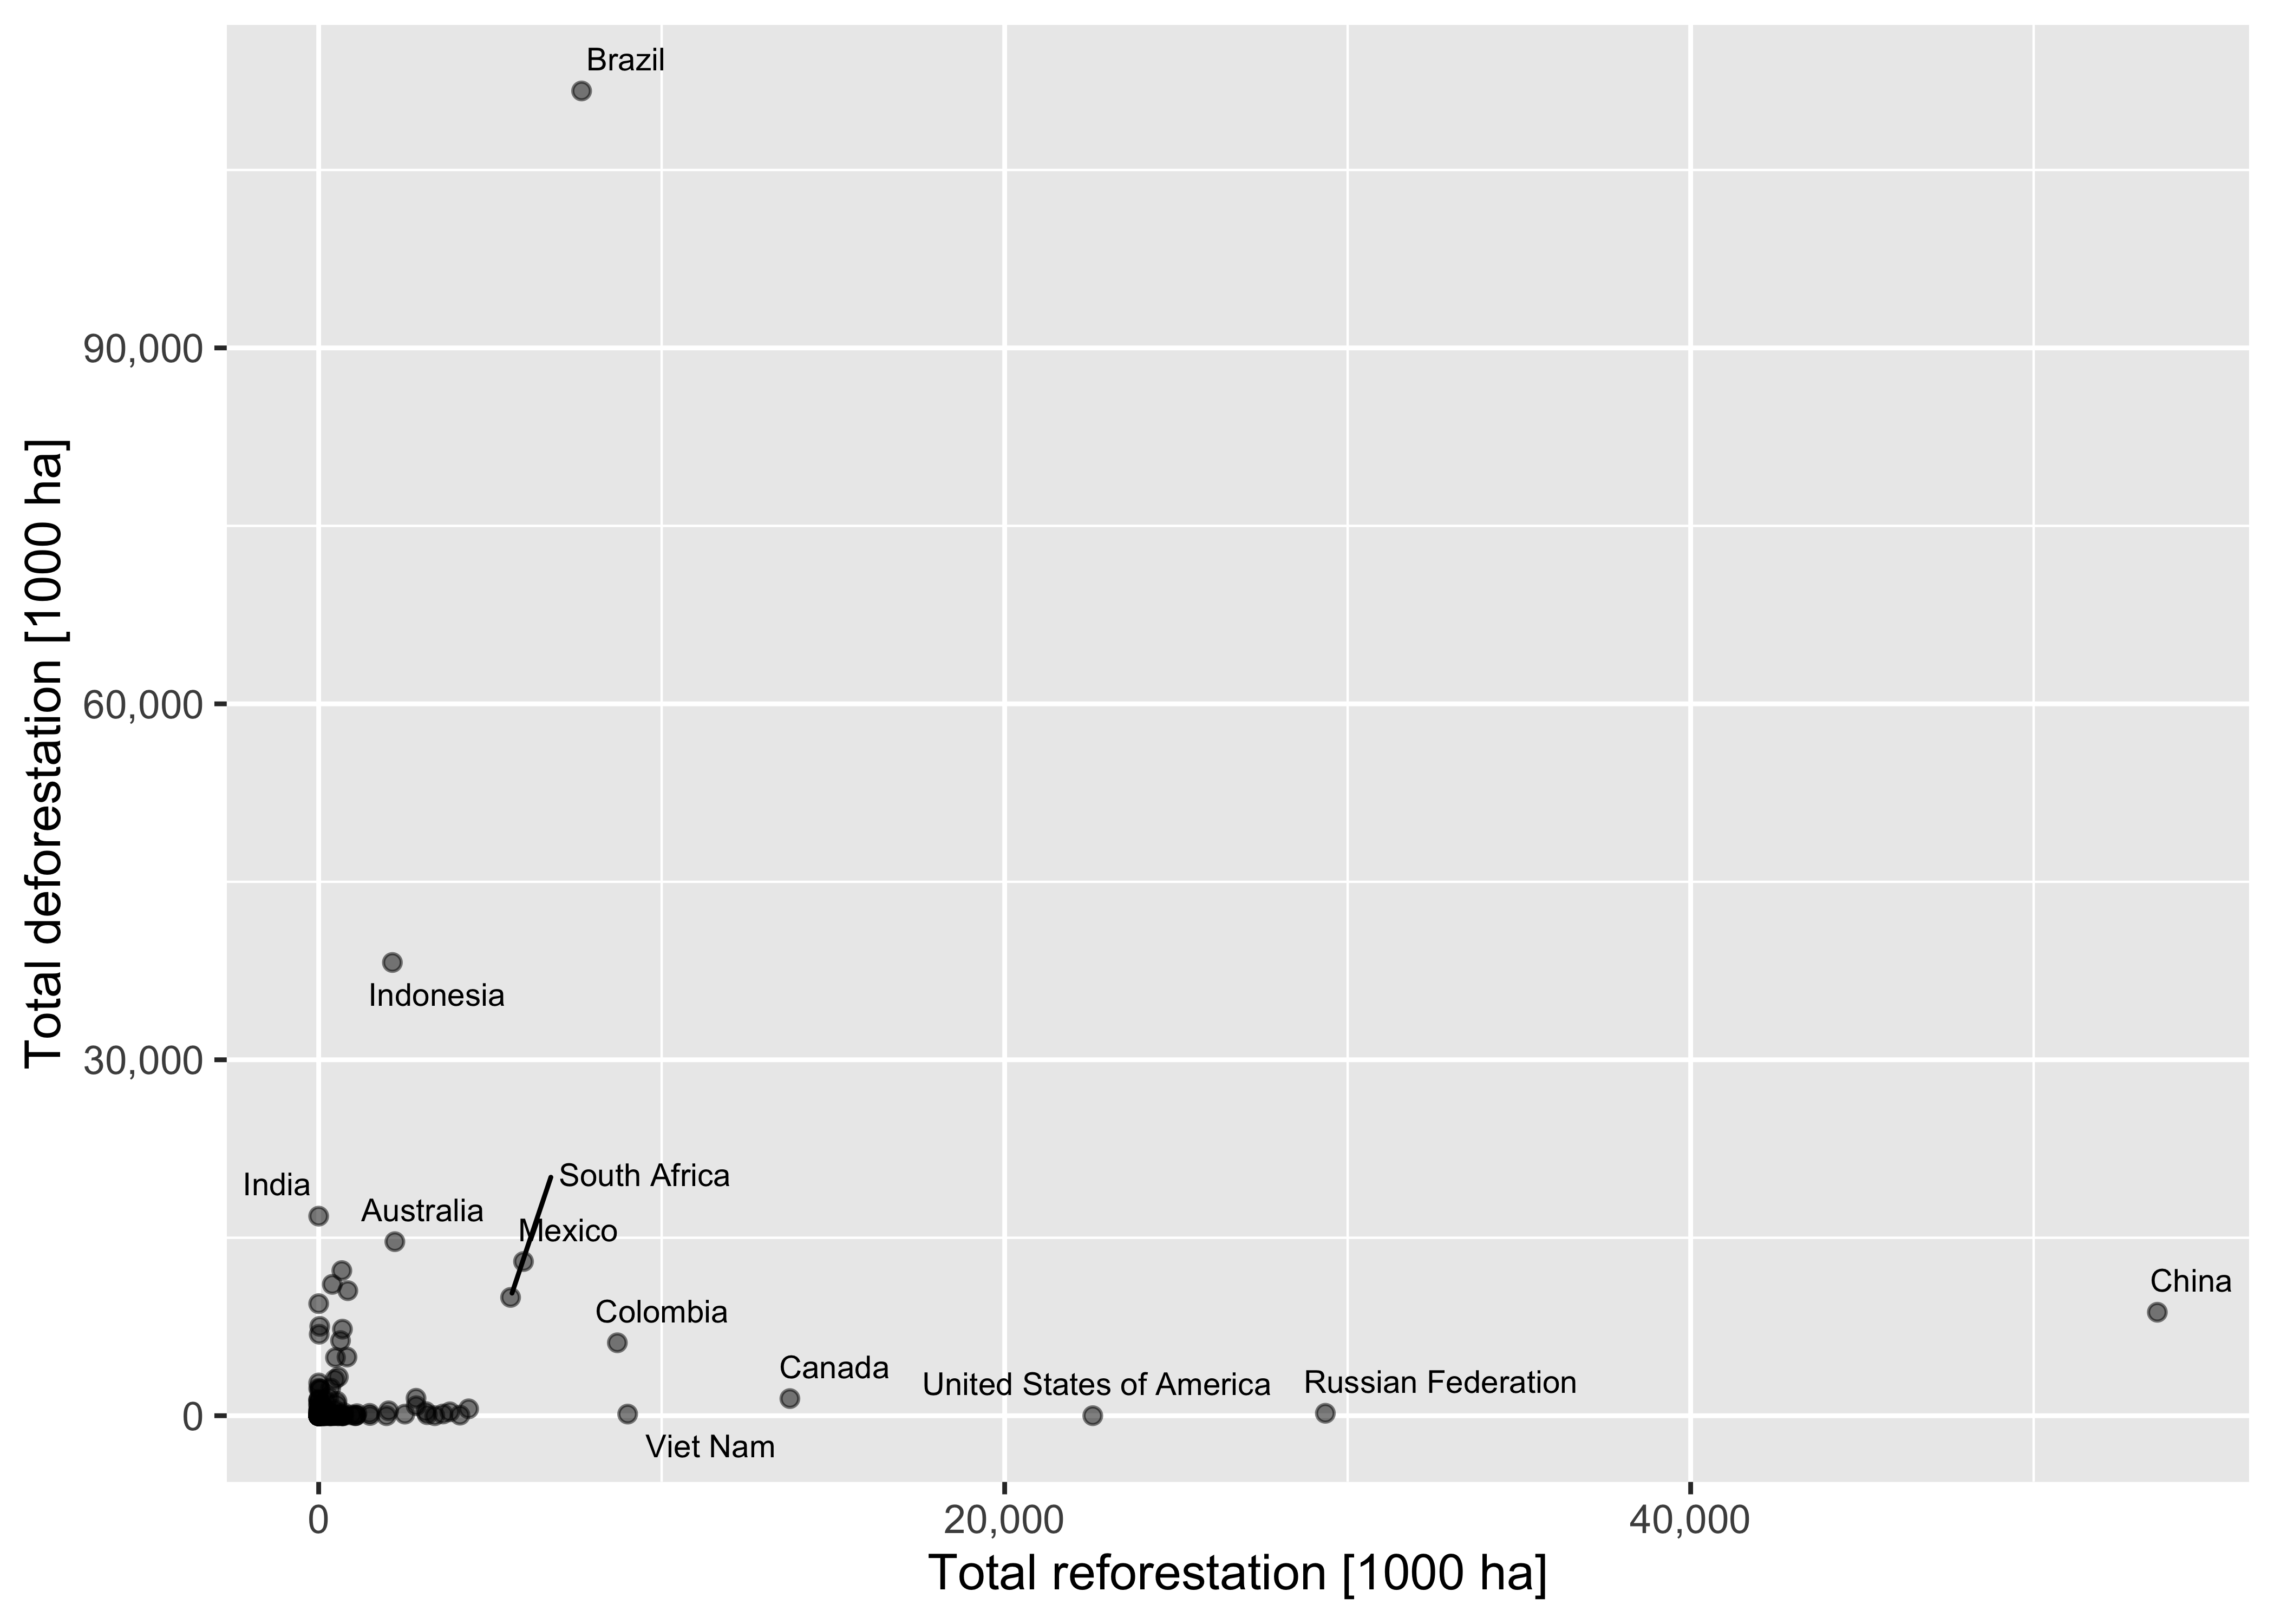 Brazil
90,000
60,000
Total deforestation [1000 ha]
Indonesia
30,000
South Africa
India
Australia
Mexico
China
Colombia
Canada
United States of America
Russian Federation
0
Viet Nam
0
20,000
40,000
Total reforestation [1000 ha]